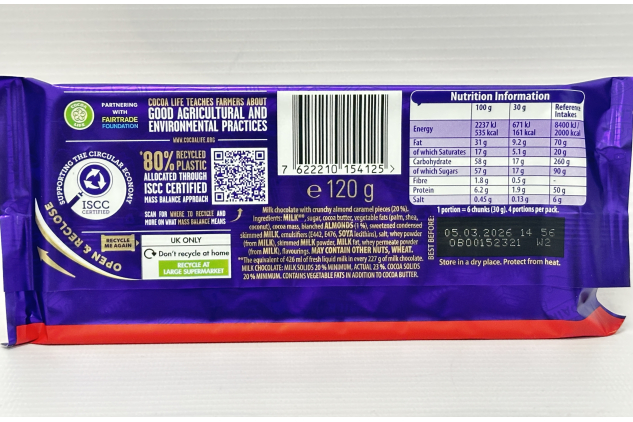 COCOA LIFE
PARTNERING
WITH
FAIRTRADE
FOUNDATION
COCOA LIFE TEACHES FARMERS ABOUT
GOOD AGRICULTURAL AND
ENVIRONMENTAL PRACTICES
WWW.COCOALIFE.ORG
SUPPORTING THE CIRCULAR ECONOMY
ISCC
CERTIFIED
*80% RECYCLED
PLASTIC
ALLOCATED THROUGH
ISCC CERTIFIED
MASS BALANCE APPROACH
SCAN FOR WHERE TO RECYCLE AND
MORE ON WHAT MASS BALANCE MEANS
OPEN & RECLOSE
RECYCLE
ME AGAIN
UK ONLY
Don't recycle at home
RECYCLE AT
LARGE SUPERMARKET
7 622210 154125 >
e 120 g
Milk chocolate with crunchy almond caramel pieces (20 %).
Ingredients: MILK**, sugar, cocoa butter, vegetable fats (palm, shea,
coconut), cocoa mass, blanched ALMONDS (1 %), sweetened condensed
skimmed MILK, emulsifiers (E442, E476, SOYA lecithins), salt, whey powder
(from MILK), skimmed MILK powder, MILK fat, whey permeate powder
(from MILK), flavourings. MAY CONTAIN OTHER NUTS, WHEAT.
**The equivalent of 426 ml of fresh liquid milk in every 227 g of milk chocolate.
MILK CHOCOLATE: MILK SOLIDS 20 % MINIMUM, ACTUAL 23 %. COCOA SOLIDS
20 % MINIMUM. CONTAINS VEGETABLE FATS IN ADDITION TO COCOA BUTTER.
Nutrition Information
100 g 30 g Reference Intakes
Energy 2237 kJ 535 kcal 671 kJ 161 kcal 8400 kJ/ 2000 kcal
Fat 31 g 9.2 g 70 g
of which Saturates 17 g 5.1 g 20 g
Carbohydrate 58 g 17 g 260 g
of which Sugars 57 g 17 g 90 g
Fibre 1.8 g 0.5 g -
Protein 6.2 g 1.9 g 50 g
Salt 0.45 g 0.13 g 6 g
1 portion = 6 chunks (30 g). 4 portions per pack.
BEST BEFORE:
05.03.2026 14 56
OBO0152321 W2
Store in a dry place. Protect from heat.